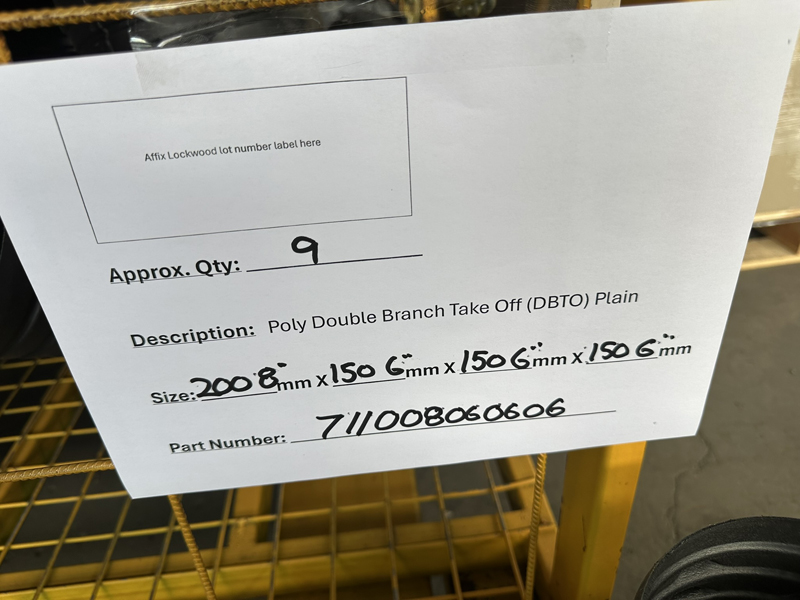 Affix Lockwood lot number label here
Approx. Qty: 9
Description: Poly Double Branch Take Off (DBTO) Plain
Size: 200 8" mm x 150 6" mm x 150 6" mm x 150 6" mm
Part Number: 711008060606